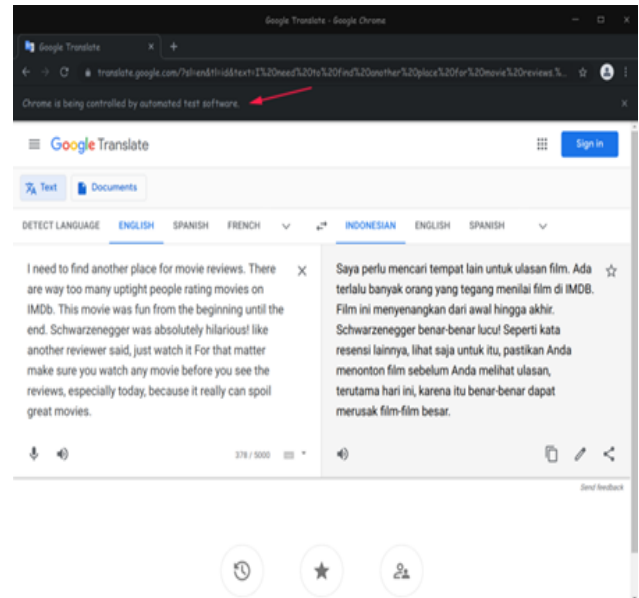 Google Translate - Google Chrome
Google Translate
translate.google.com/?sl=en&tl=id&text=I%20need%20to%20find%20another%20place%20for%20movie%20reviews.%...
Chrome is being controlled by automated test software.
Google Translate
Sign in
Text
Documents
DETECT LANGUAGE ENGLISH SPANISH FRENCH
INDONESIAN ENGLISH SPANISH
I need to find another place for movie reviews. There
are way too many uptight people rating movies on
IMDb. This movie was fun from the beginning until the
end. Schwarzenegger was absolutely hilarious! like
another reviewer said, just watch it For that matter
make sure you watch any movie before you see the
reviews, especially today, because it really can spoil
great movies.
378 / 5000
Saya perlu mencari tempat lain untuk ulasan film. Ada
terlalu banyak orang yang tegang menilai film di IMDB.
Film ini menyenangkan dari awal hingga akhir.
Schwarzenegger benar-benar lucu! Seperti kata
resensi lainnya, lihat saja untuk itu, pastikan Anda
menonton film sebelum Anda melihat ulasan,
terutama hari ini, karena itu benar-benar dapat
merusak film-film besar.
Send feedback